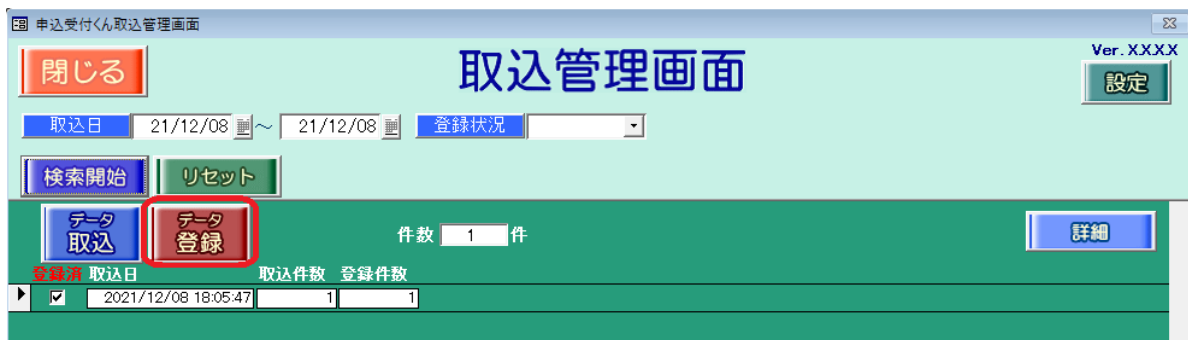 申込受付くん取込管理画面
閉じる
取込管理画面
Ver.XXXX
設定
取込日 21/12/08 ～ 21/12/08 登録状況
検索開始 リセット
データ
取込
データ
登録
件数 1 件
詳細
登録済 取込日 取込件数 登録件数
2021/12/08 18:05:47 1 1